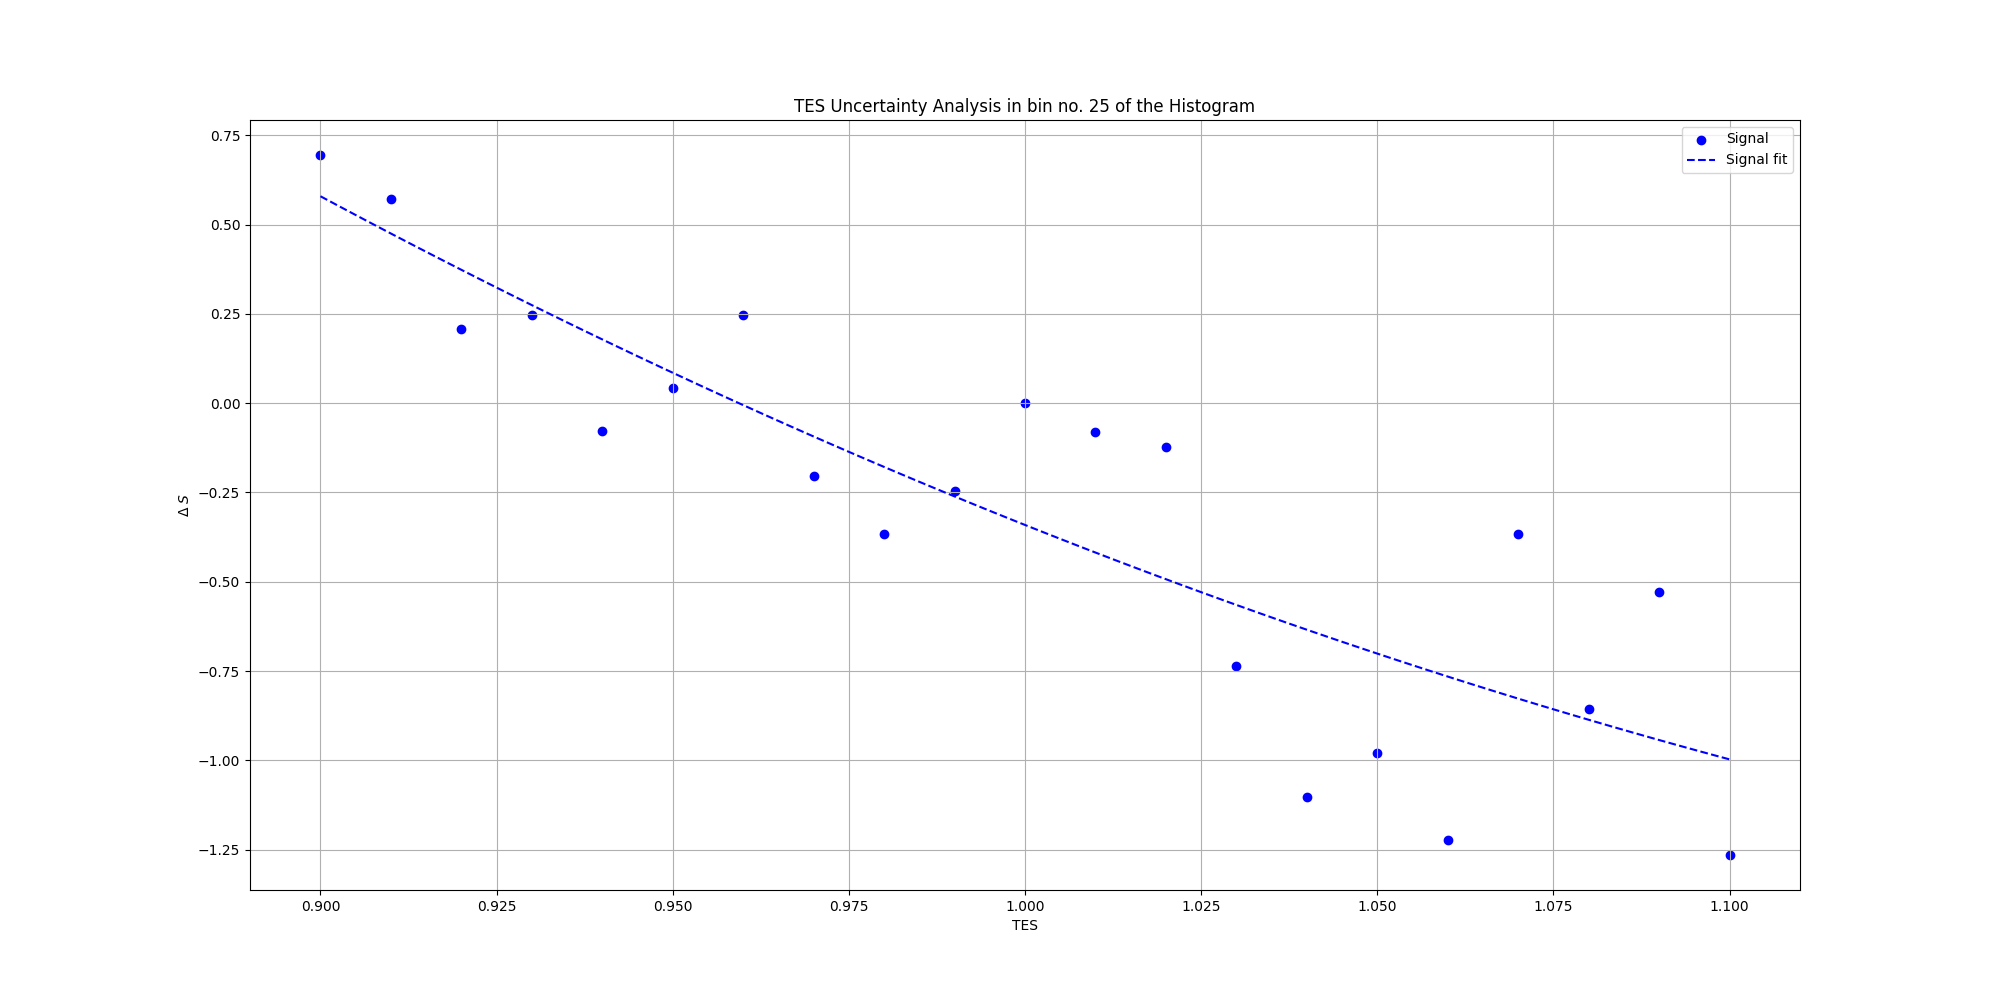 TES Uncertainty Analysis in bin no. 25 of the Histogram
Signal
Signal fit
0.75
0.50
0.25
0.00
−0.25
−0.50
−0.75
−1.00
−1.25
Δ S
0.900 0.925 0.950 0.975 1.000 1.025 1.050 1.075 1.100
TES